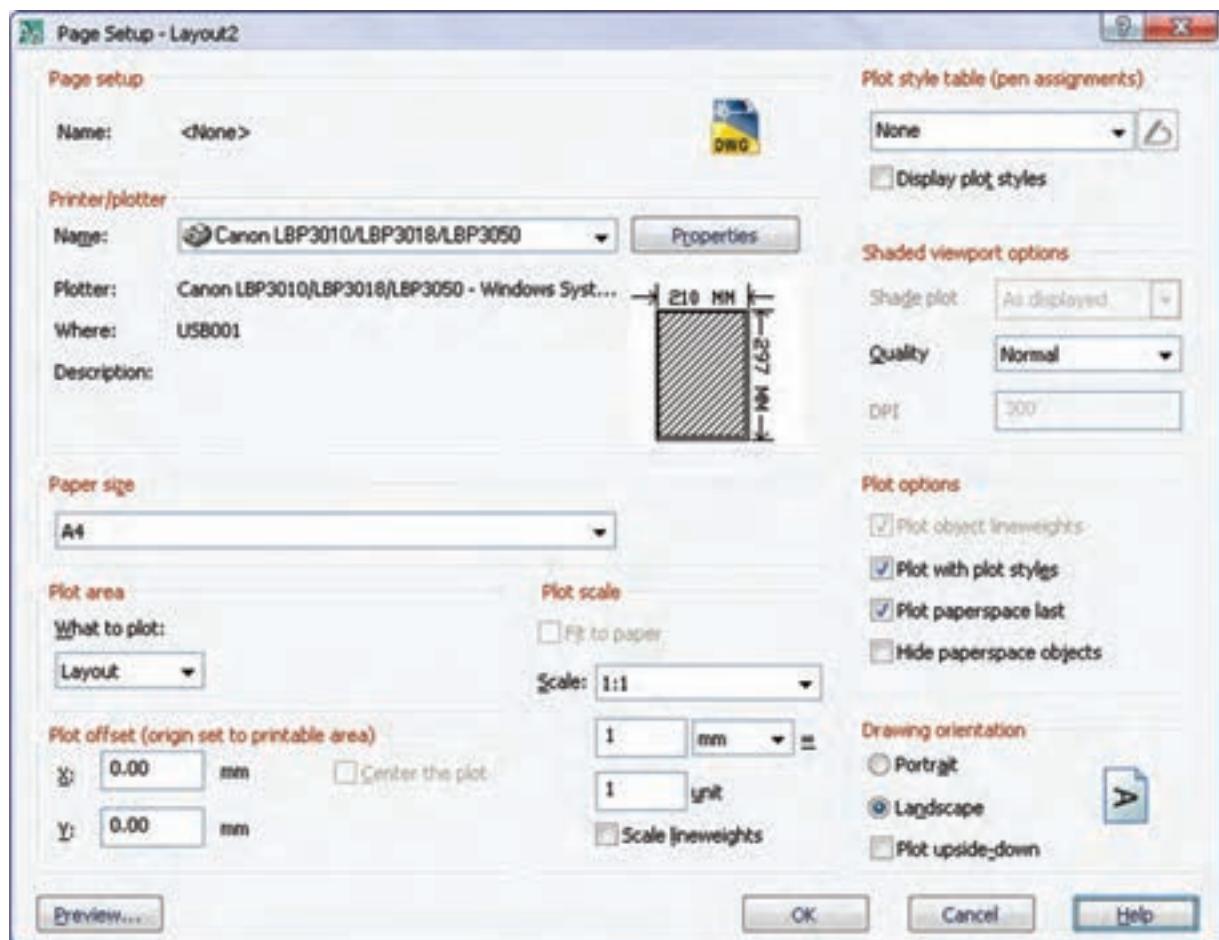 Page Setup - Layout2
Page setup
Name: <None>
DWG
Printer/plotter
Name: Canon LBP3010/LBP3018/LBP3050 Properties
Plotter: Canon LBP3010/LBP3018/LBP3050 - Windows Syst...
Where: USB001
Description:
210 MM
297 MM
Paper size
A4
Plot area
What to plot:
Layout
Plot offset (origin set to printable area)
X: 0.00 mm Center the plot
Y: 0.00 mm
Plot scale
Fit to paper
Scale: 1:1
1 mm =
1 unit
Scale lineweights
Plot style table (pen assignments)
None
Display plot styles
Shaded viewport options
Shade plot As displayed
Quality Normal
DPI 300
Plot options
Plot object lineweights
Plot with plot styles
Plot paperspace last
Hide paperspace objects
Drawing orientation
Portrait
Landscape
A
Plot upside-down
Preview... OK Cancel Help